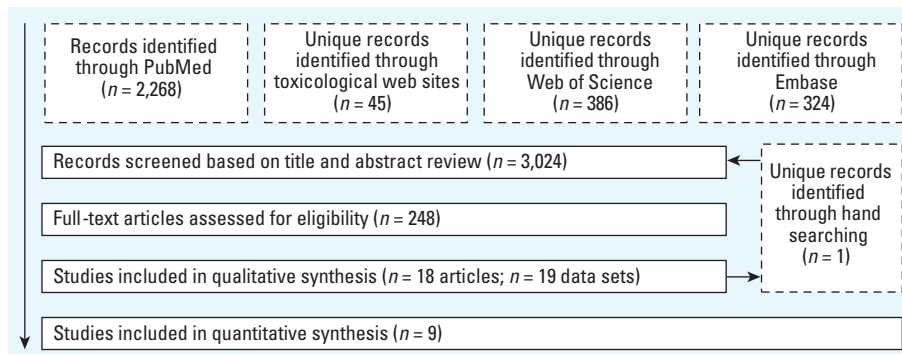 Records identified
through PubMed
(n = 2,268)
Unique records
identified through
toxicological web sites
(n = 45)
Unique records
identified through
Web of Science
(n = 386)
Unique records
identified through
Embase
(n = 324)
Records screened based on title and abstract review (n = 3,024)
Unique records
identified
through hand
searching
(n = 1)
Full-text articles assessed for eligibility (n = 248)
Studies included in qualitative synthesis (n = 18 articles; n = 19 data sets)
Studies included in quantitative synthesis (n = 9)